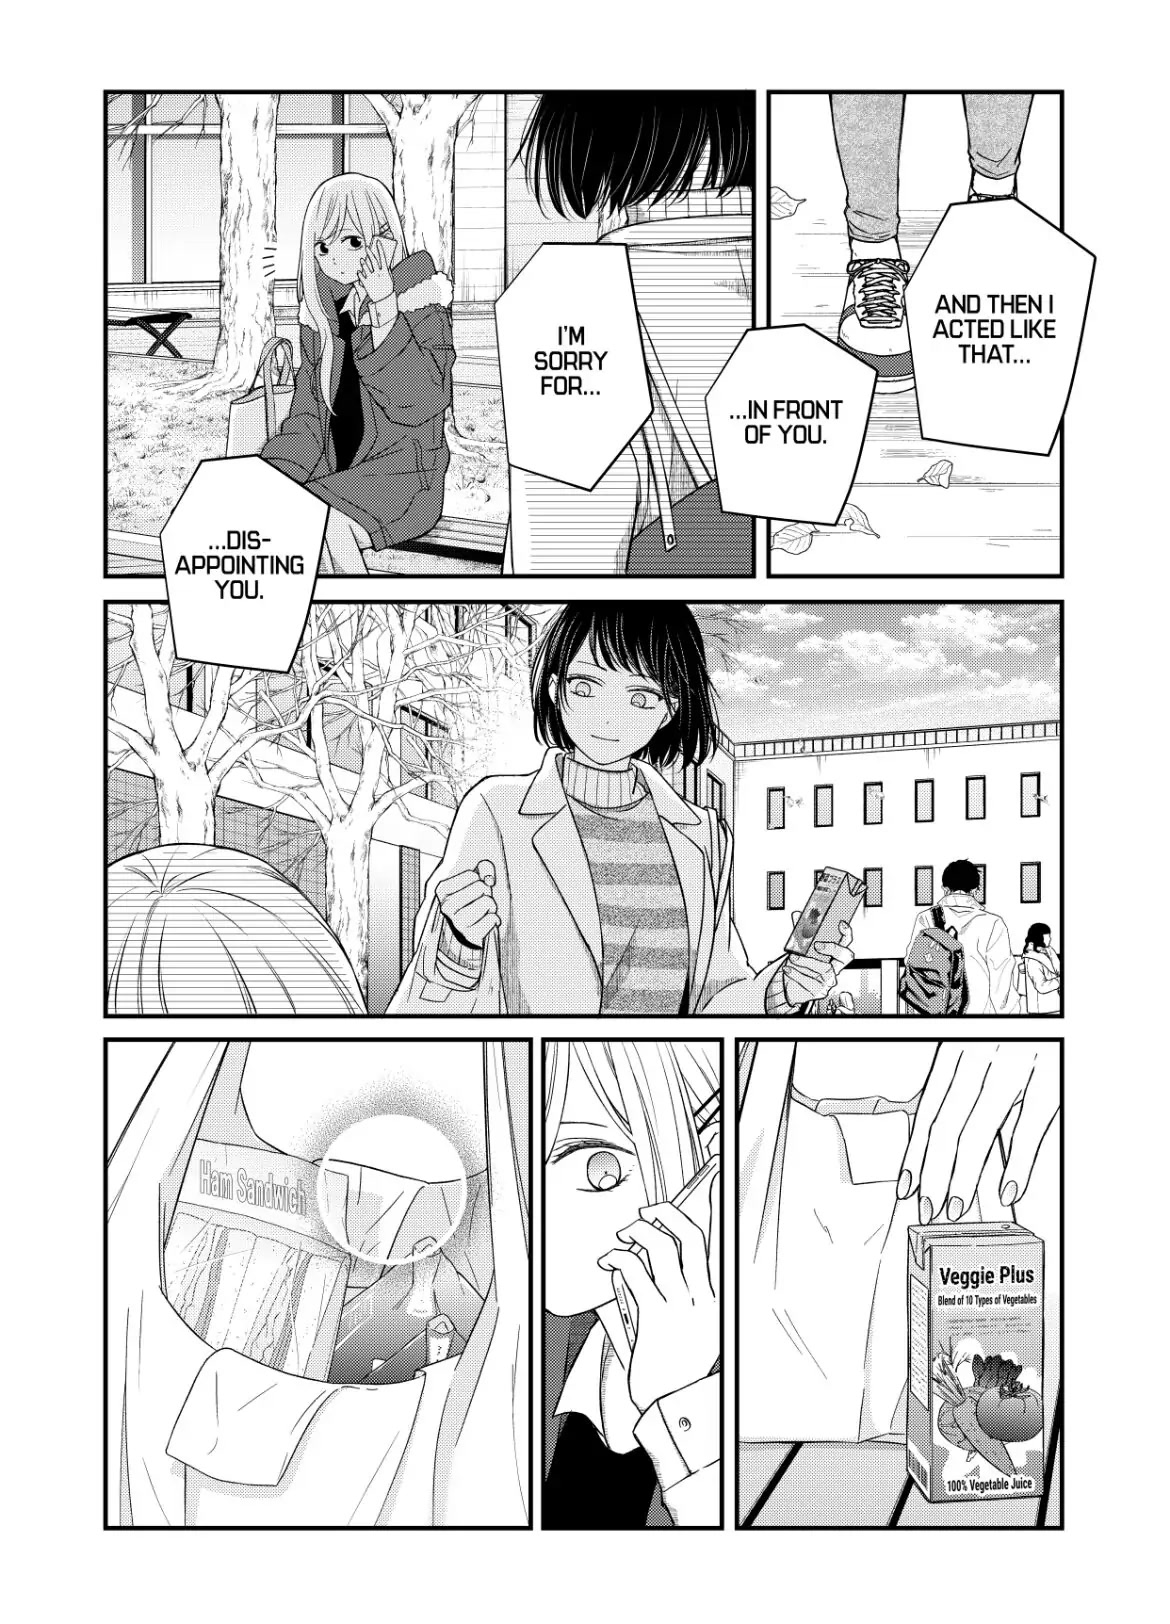 AND THEN I
ACTED LIKE
THAT...
...IN FRONT
OF YOU.
I'M
SORRY
FOR...
...DIS-
APPOINTING
YOU.
Veggie Plus
Blend of 10 Types of Vegetables
100% Vegetable Juice
Ham Sandwich